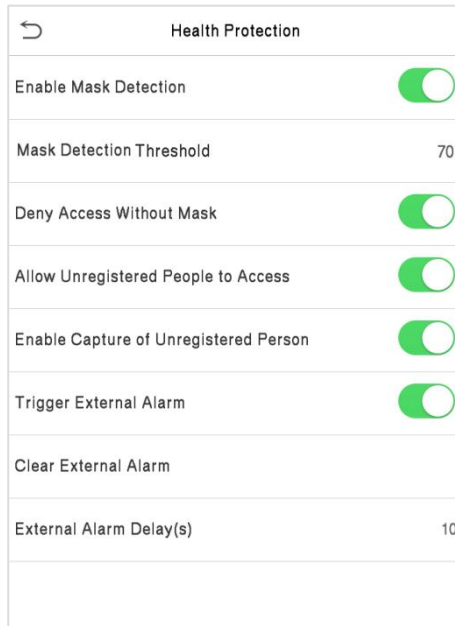 Health Protection
Enable Mask Detection
Mask Detection Threshold 70
Deny Access Without Mask
Allow Unregistered People to Access
Enable Capture of Unregistered Person
Trigger External Alarm
Clear External Alarm
External Alarm Delay(s) 10